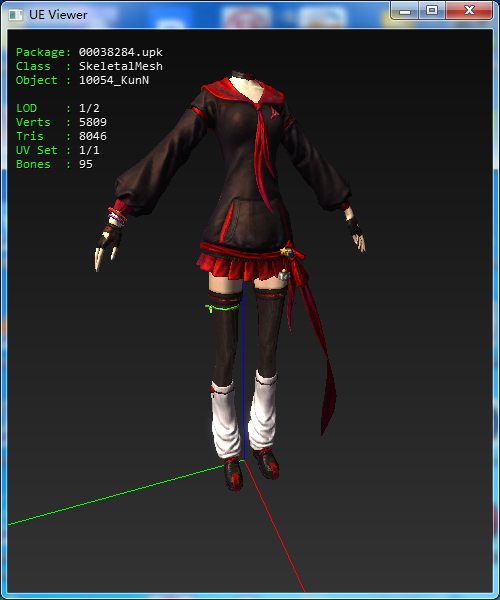 UE Viewer
Package: 00038284.upk
Class : SkeletalMesh
Object : 10054_KunN
LOD : 1/2
Verts : 5809
Tris : 8046
UV Set : 1/1
Bones : 95